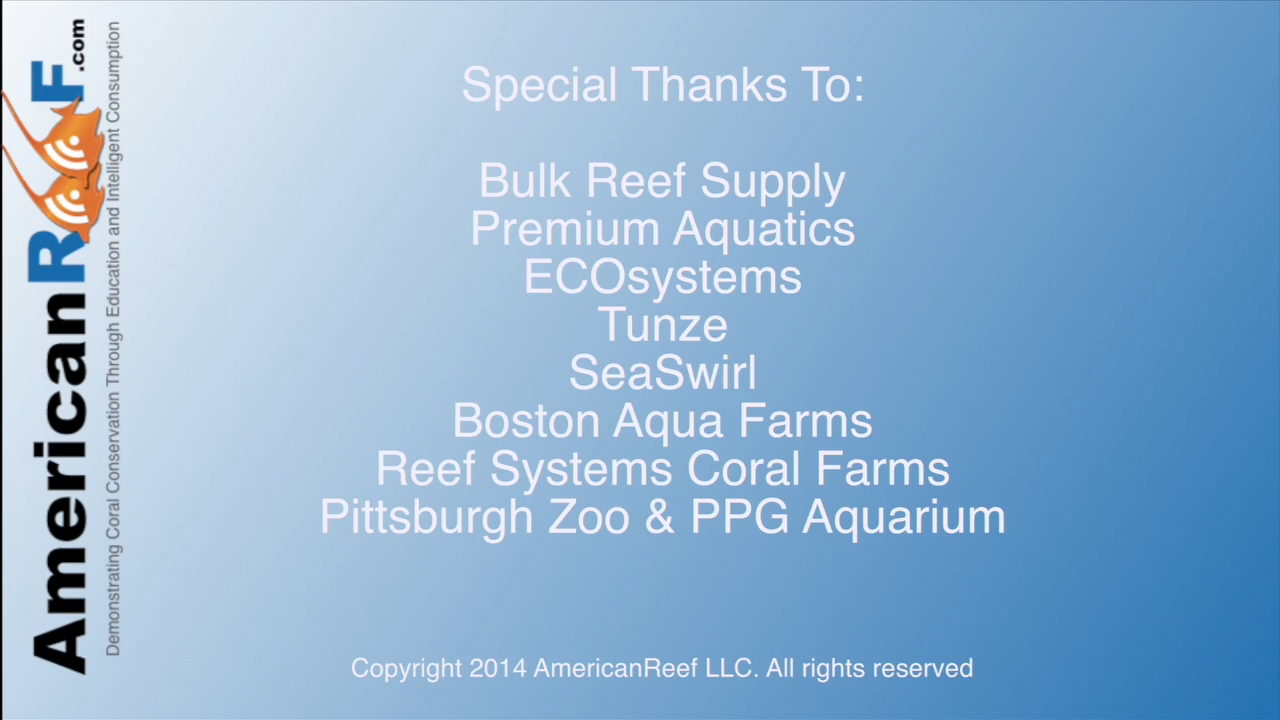 AmericanREEF.com
Demonstrating Coral Conservation Through Education and Intelligent Consumption
Special Thanks To:
Bulk Reef Supply
Premium Aquatics
ECOsystems
Tunze
SeaSwirl
Boston Aqua Farms
Reef Systems Coral Farms
Pittsburgh Zoo & PPG Aquarium
Copyright 2014 AmericanReef LLC. All rights reserved